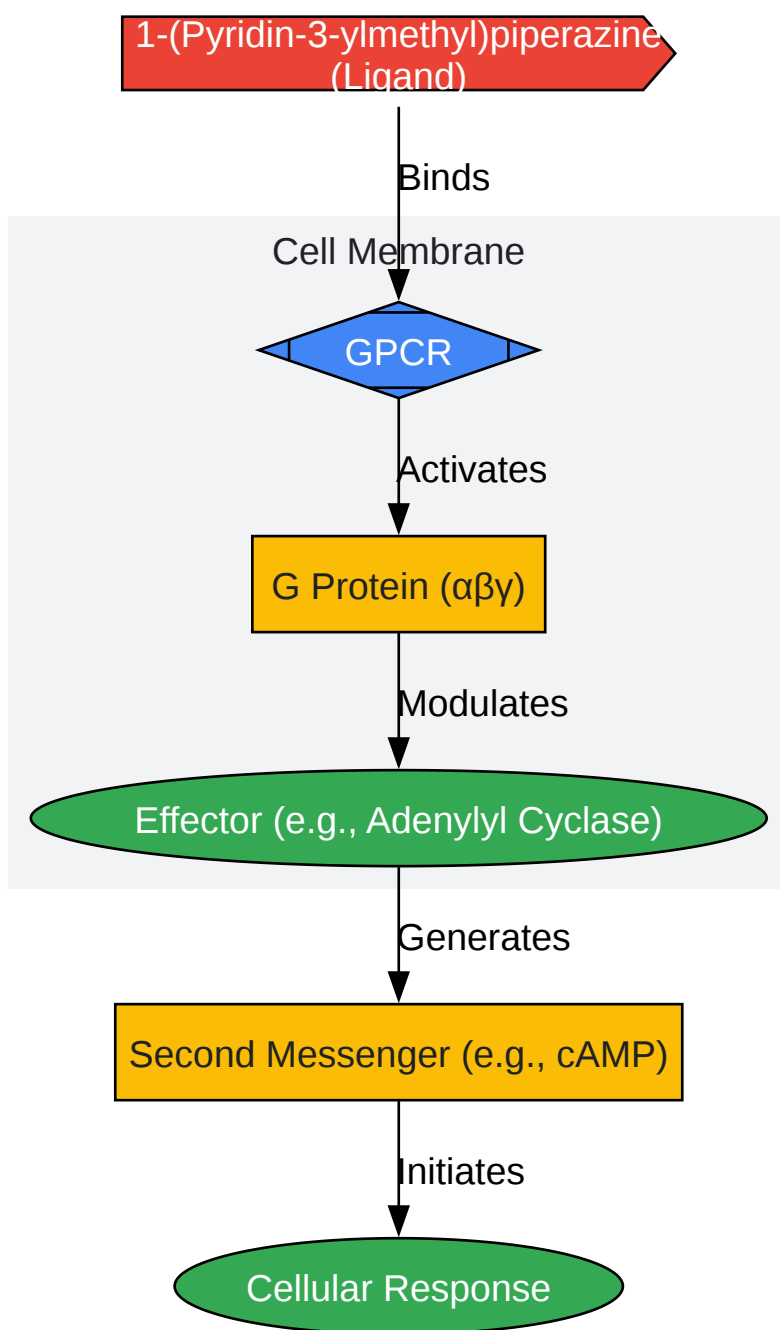 1-(Pyridin-3-ylmethyl)piperazine
(Ligand)
Binds
Cell Membrane
GPCR
Activates
G Protein (αβγ)
Modulates
Effector (e.g., Adenylyl Cyclase)
Generates
Second Messenger (e.g., cAMP)
Initiates
Cellular Response